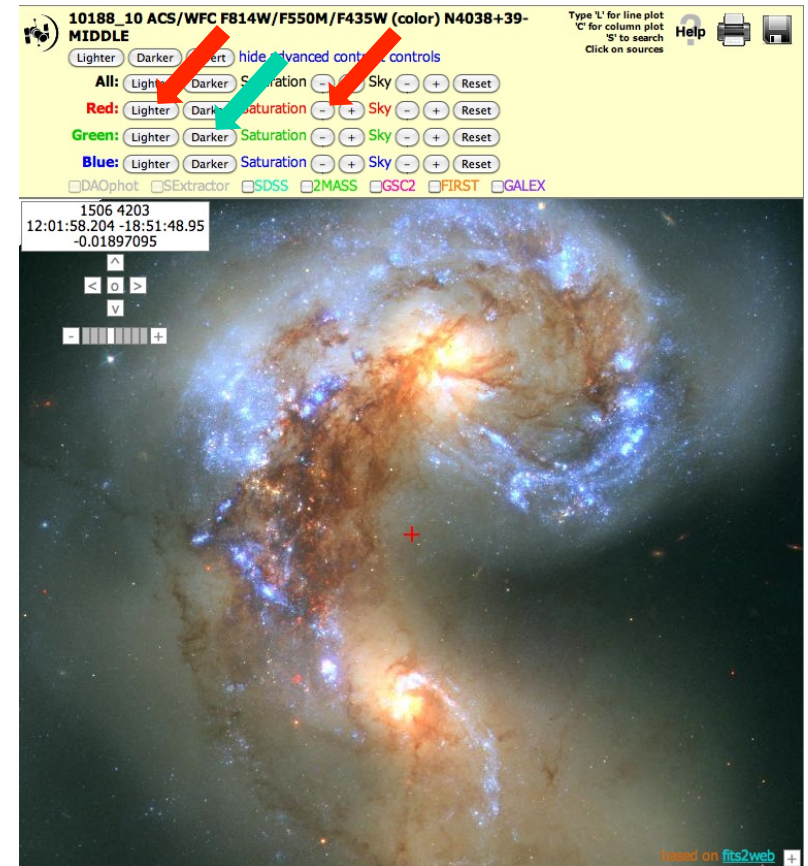 10188_10 ACS/WFC F814W/F550M/F435W (color) N4038+39-
MIDDLE
Type 'L' for line plot
'C' for column plot
'S' to search
Click on sources
Help
Lighter Darker hide advanced controls
All: Darker Sky - + Reset
Red: Lighter Saturation - + Sky - + Reset
Green: Lighter Darker Saturation - + Sky - + Reset
Blue: Lighter Darker Saturation - + Sky - + Reset
DAOphot SExtractor SDSS 2MASS GSC2 FIRST GALEX
1506 4203
12:01:58.204 -18:51:48.95
-0.01897095
^
< o >
v
- +
based on fits2web +